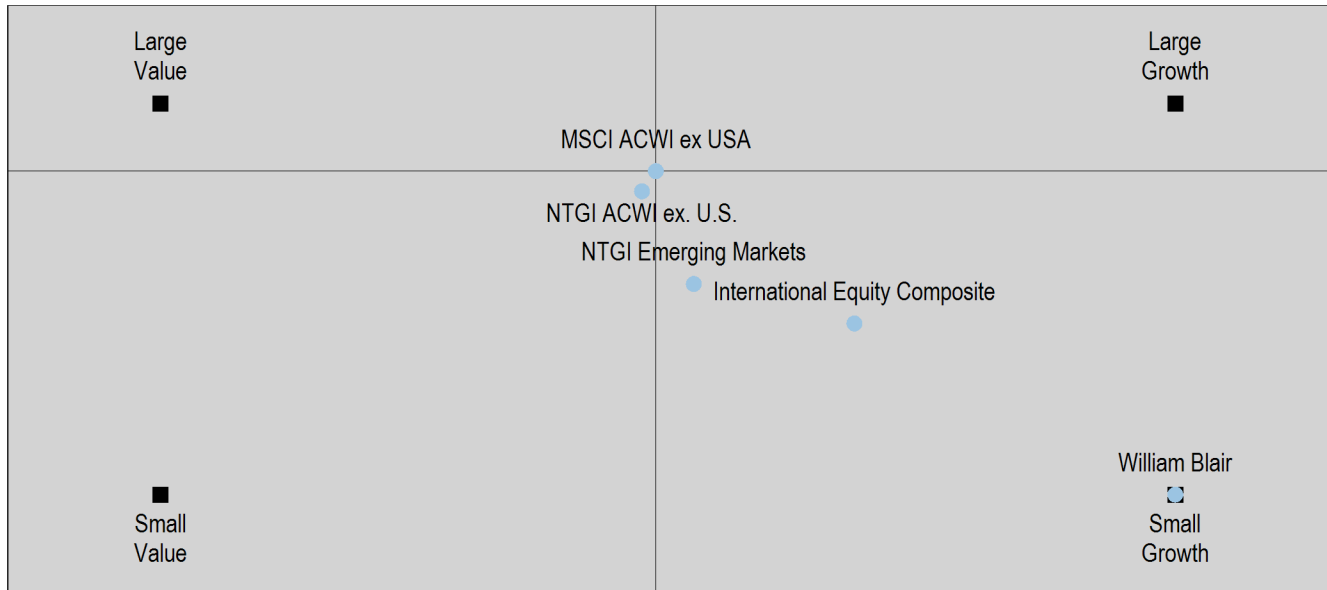 Large
Value
Large
Growth
MSCI ACWI ex USA
NTGI ACWI ex. U.S.
NTGI Emerging Markets
International Equity Composite
William Blair
Small
Value
Small
Growth